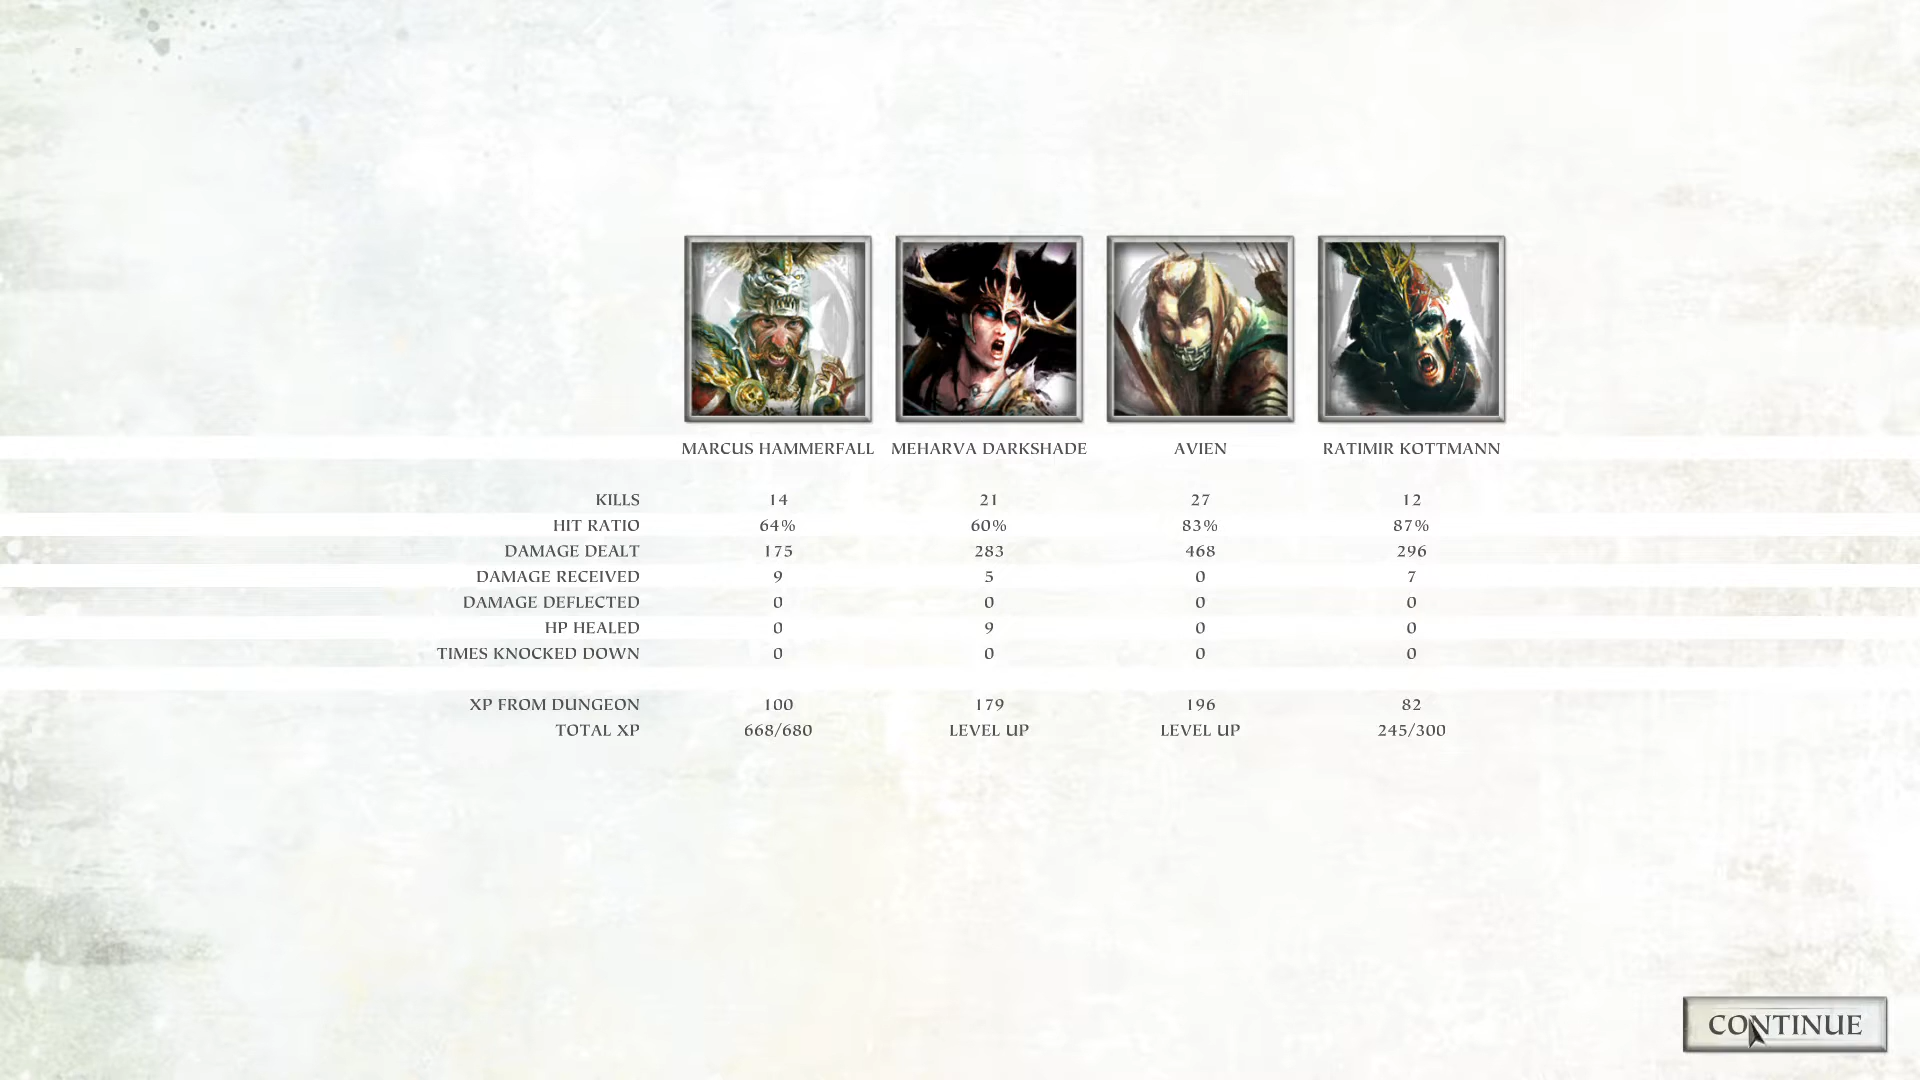 MARCUS HAMMERFALL MEHARVA DARKSHADE AVIEN RATIMIR KOTTMANN
KILLS 14 21 27 12
HIT RATIO 64% 60% 83% 87%
DAMAGE DEALT 175 283 468 296
DAMAGE RECEIVED 9 5 0 7
DAMAGE DEFLECTED 0 0 0 0
HP HEALED 0 9 0 0
TIMES KNOCKED DOWN 0 0 0 0
XP FROM DUNGEON 100 179 196 82
TOTAL XP 668/680 LEVEL UP LEVEL UP 245/300
CONTINUE